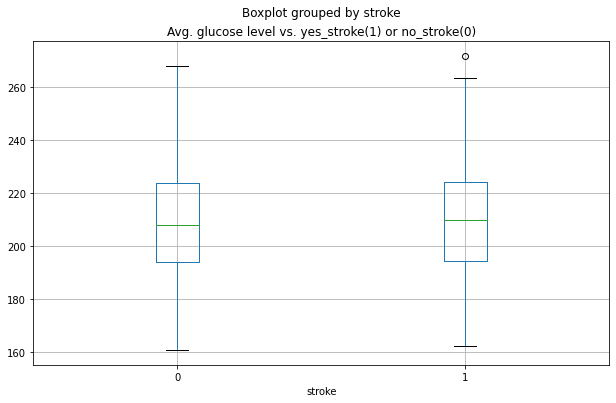 Boxplot grouped by stroke
Avg. glucose level vs. yes_stroke(1) or no_stroke(0)
260
240
220
200
180
160
0 1
stroke